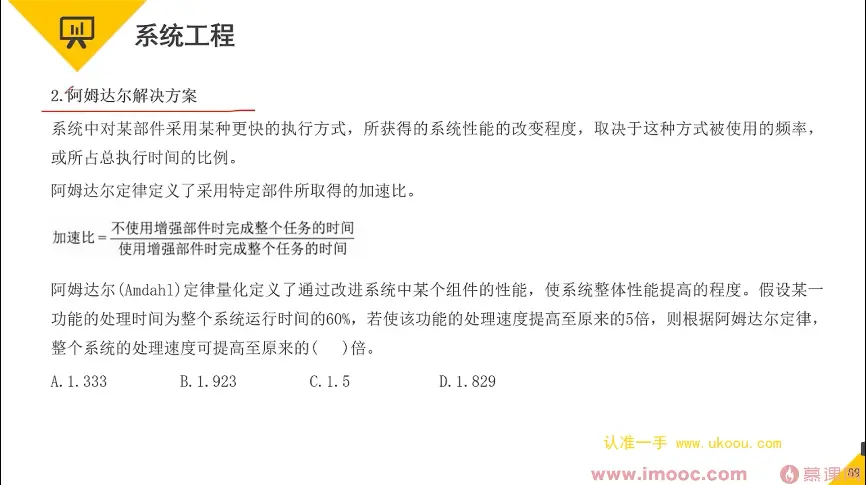 系统工程
2.阿姆达尔解决方案
系统中对某部件采用某种更快的执行方式，所获得的系统性能的改变程度，取决于这种方式被使用的频率，
或所占总执行时间的比例。
阿姆达尔定律定义了采用特定部件所取得的加速比。
加速比=不使用增强部件时完成整个任务的时间
使用增强部件时完成整个任务的时间
阿姆达尔(Amdahl)定律量化定义了通过改进系统中某个组件的性能，使系统整体性能提高的程度。假设某一
功能的处理时间为整个系统运行时间的60%，若使该功能的处理速度提高至原来的5倍，则根据阿姆达尔定律，
整个系统的处理速度可提高至原来的( )倍。
A.1.333 B.1.923 C.1.5 D.1.829
认准一手 www.ukoou.com
www.imooc.com 慕课